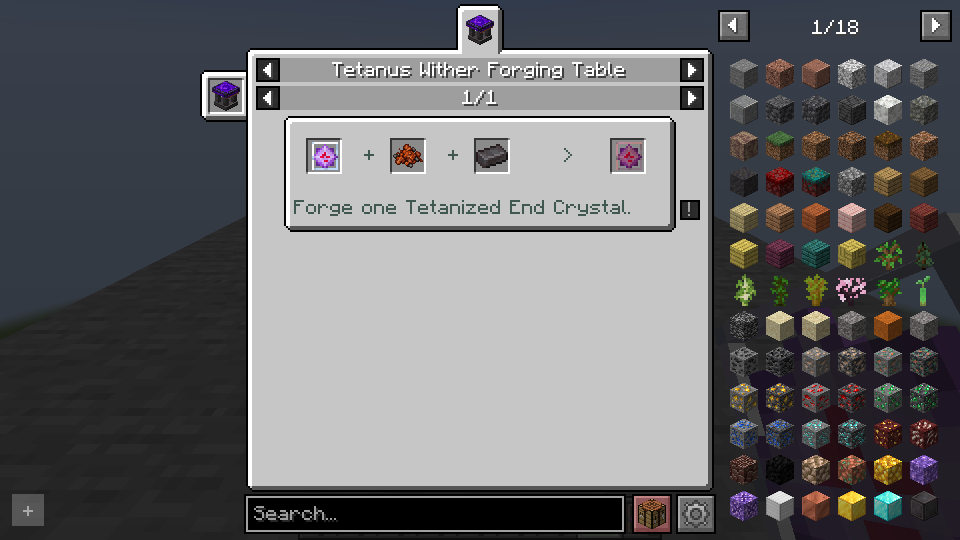 1/18
Tetanus Wither Forging Table
1/1
+ + >
Forge one Tetanized End Crystal.
!
Search...
+